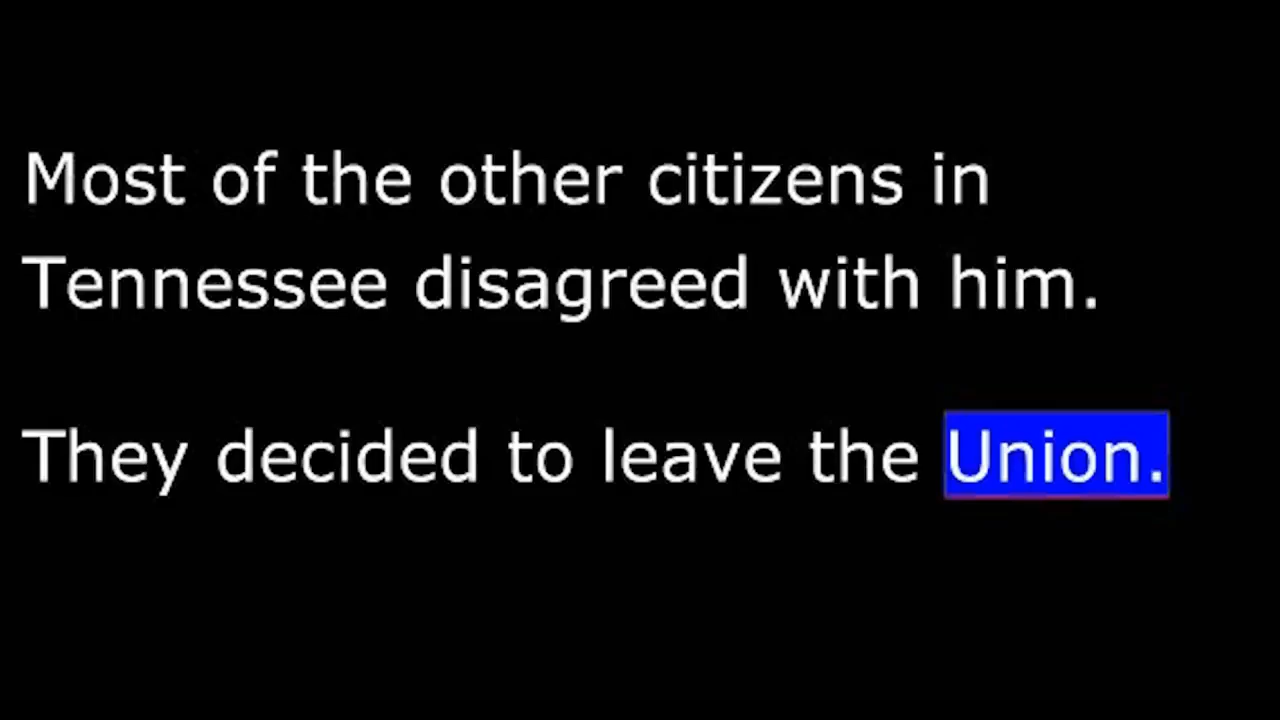 Most of the other citizens in
Tennessee disagreed with him.
They decided to leave the Union.